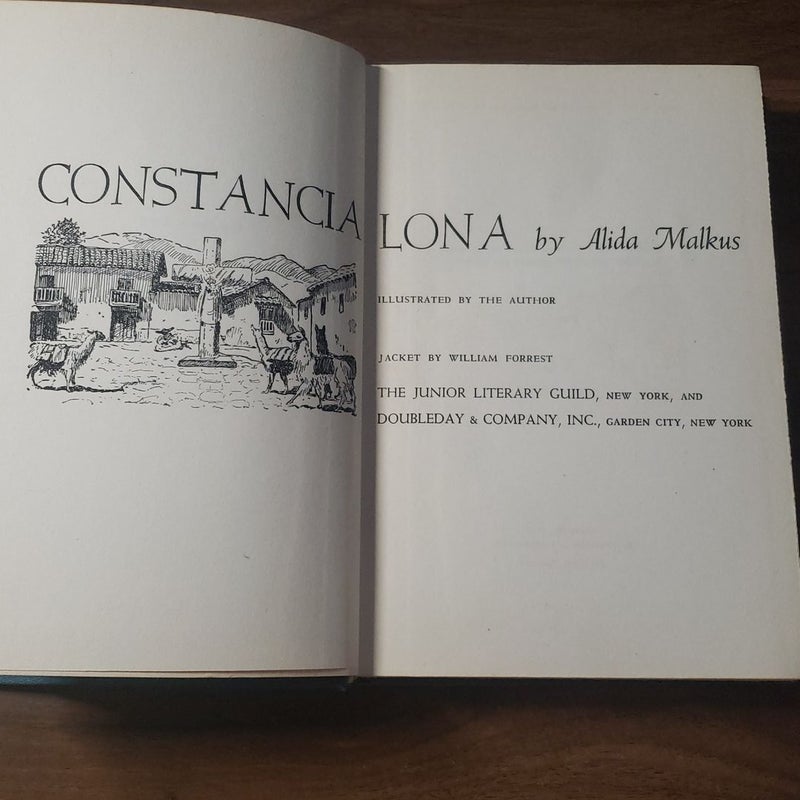 CONSTANCIA LONA by Alida Malkus
ILLUSTRATED BY THE AUTHOR
JACKET BY WILLIAM FORREST
THE JUNIOR LITERARY GUILD, NEW YORK, AND
DOUBLEDAY & COMPANY, INC., GARDEN CITY, NEW YORK